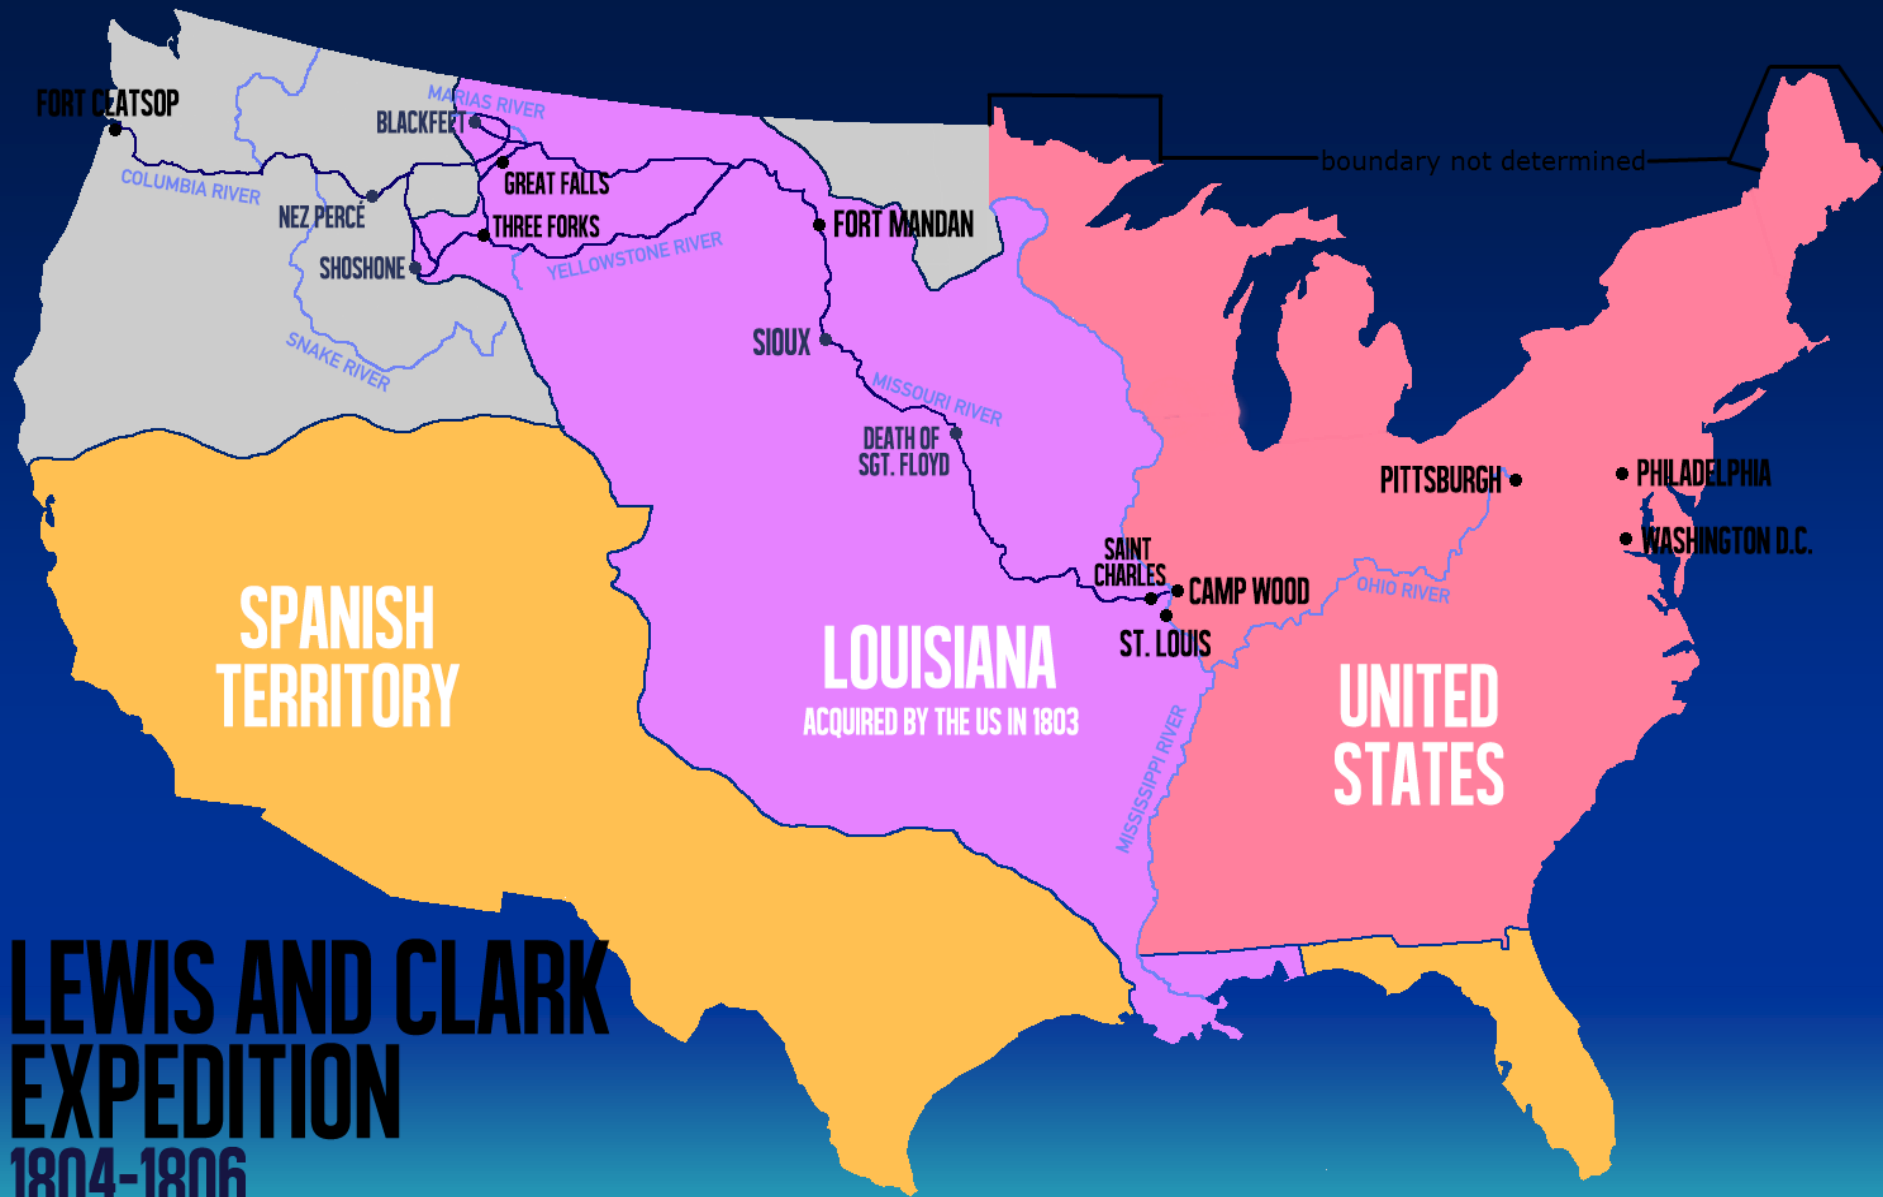 FORT CLATSOP
MARIAS RIVER
BLACKFEET
boundary not determined
COLUMBIA RIVER
GREAT FALLS
NEZ PERCÉ
THREE FORKS
FORT MANDAN
YELLOWSTONE RIVER
SHOSHONE
SNAKE RIVER
SIOUX
MISSOURI RIVER
DEATH OF
SGT. FLOYD
PITTSBURGH
PHILADELPHIA
WASHINGTON D.C.
SAINT
CHARLES
CAMP WOOD
OHIO RIVER
ST. LOUIS
SPANISH
TERRITORY
LOUISIANA
ACQUIRED BY THE US IN 1803
UNITED
STATES
MISSISSIPPI RIVER
LEWIS AND CLARK
EXPEDITION
1804-1806